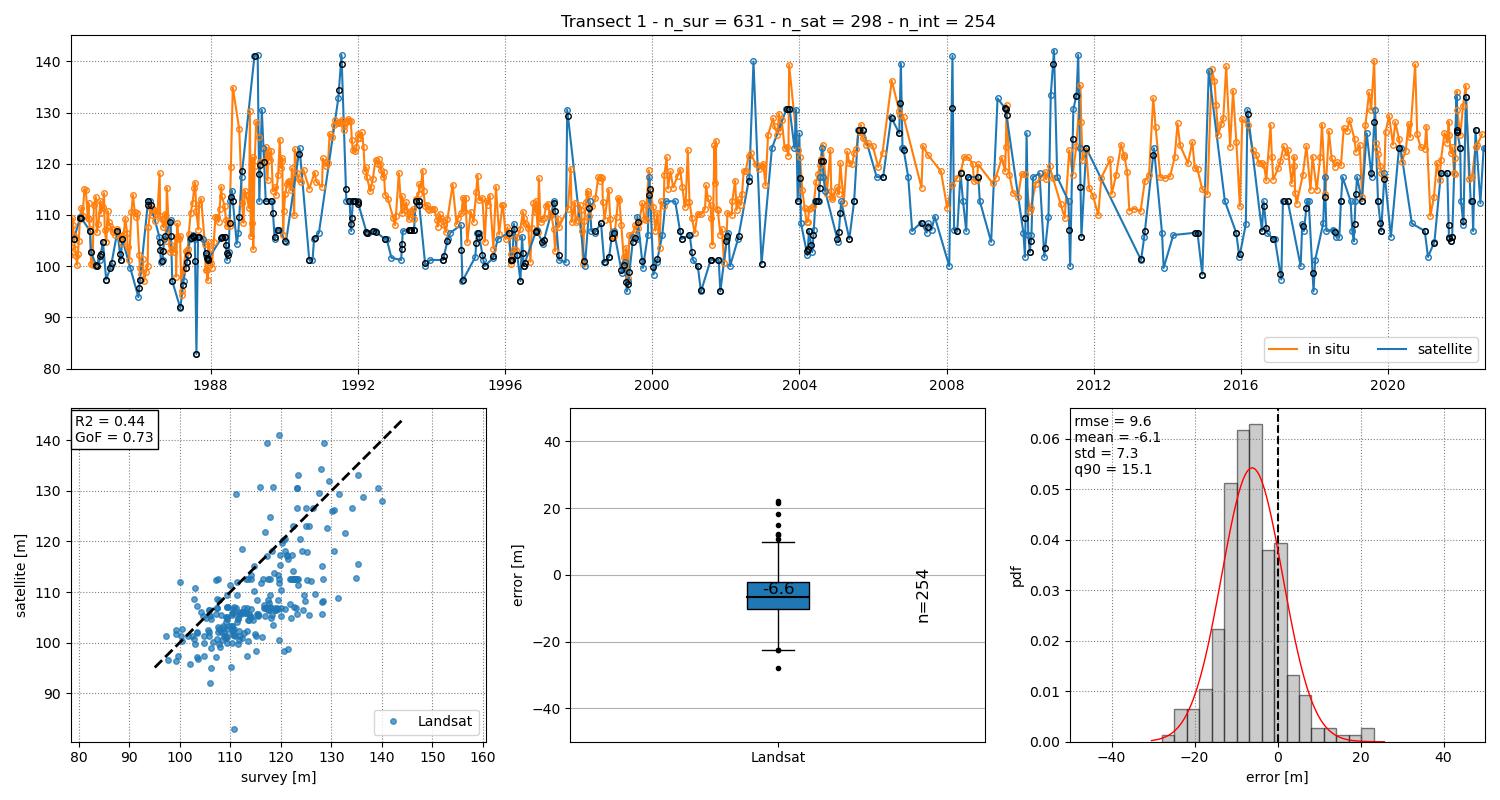 Transect 1 - n_sur = 631 - n_sat = 298 - n_int = 254
140
130
120
110
100
90
80
in situ
satellite
1988
1992
1996
2000
2004
2008
2012
2016
2020
R2 = 0.44
GoF = 0.73
satellite [m]
140
130
120
110
100
90
Landsat
80
90
100
110
120
130
140
150
160
survey [m]
error [m]
40
20
0
−20
−40
-6.6
n=254
Landsat
rmse = 9.6
mean = -6.1
std = 7.3
q90 = 15.1
pdf
0.06
0.05
0.04
0.03
0.02
0.01
0.00
−40
−20
0
20
40
error [m]